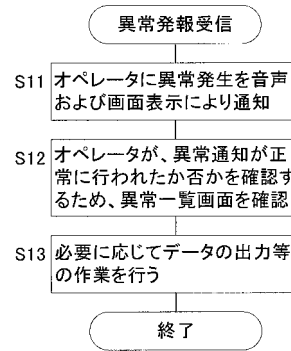 異常発報受信
S11 オペレータに異常発生を音声
および画面表示により通知
S12 オペレータが、異常通知が正
常に行われたか否かを確認す
るため、異常一覧画面を確認
S13 必要に応じてデータの出力等
の作業を行う
終了